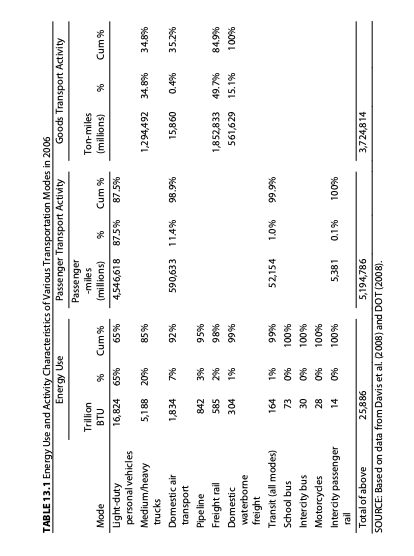 TABLE 13.1 Energy Use and Activity Characteristics of Various Transportation Modes in 2006
Energy Use Passenger Transport Activity Goods Transport Activity
Mode Trillion BTU % Cum % Passenger-miles (millions) % Cum % Ton-miles (millions) % Cum %
Light-duty personal vehicles 16,824 65% 65% 4,546,618 87.5% 87.5%
Medium/heavy trucks 5,188 20% 85% 1,294,492 34.8% 34.8%
Domestic air transport 1,834 7% 92% 590,633 11.4% 98.9% 15,860 0.4% 35.2%
Pipeline 842 3% 95%
Freight rail 585 2% 98% 1,852,833 49.7% 84.9%
Domestic waterborne freight 304 1% 99% 561,629 15.1% 100%
Transit (all modes) 164 1% 99% 52,154 1.0% 99.9%
School bus 73 0% 100%
Intercity bus 30 0% 100%
Motorcycles 28 0% 100%
Intercity passenger rail 14 0% 100% 5,381 0.1% 100%
Total of above 25,886 5,194,786 3,724,814
SOURCE: Based on data from Davis et al. (2008) and DOT (2008).